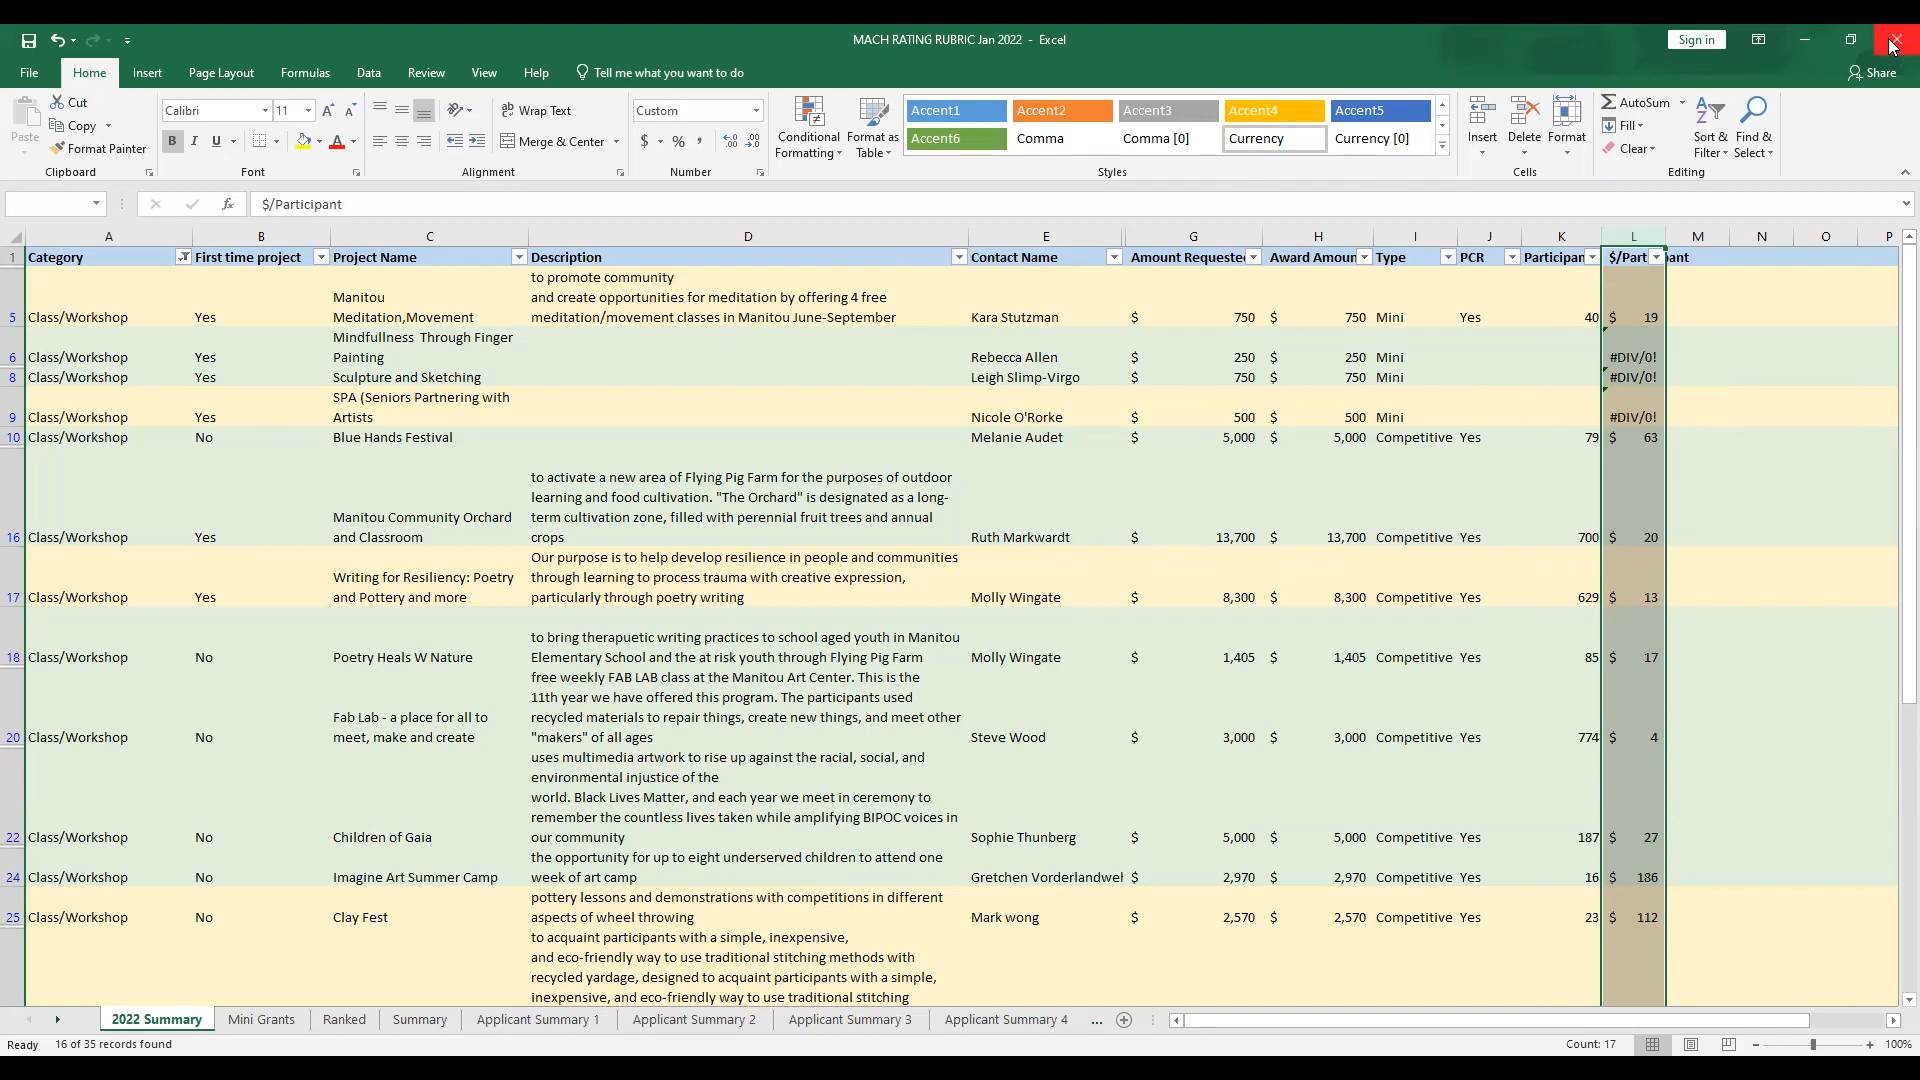 MACH RATING RUBRIC Jan 2022 - Excel
Sign in
File Home Insert Page Layout Formulas Data Review View Help Tell me what you want to do
Share
Paste
Cut
Copy
Format Painter
Clipboard
Calibri 11
B I U
Font
Wrap Text
Merge & Center
Alignment
Custom
$ % ,
Number
Conditional Formatting
Format as Table
Accent1 Accent2 Accent3 Accent4 Accent5
Accent6 Comma Comma [0] Currency Currency [0]
Styles
Insert Delete Format
Cells
AutoSum
Fill
Clear
Sort & Filter
Find & Select
Editing
fx $/Participant
A B C D E G H I J K L M N O P
1 Category First time project Project Name Description Contact Name Amount Requested Award Amoun Type PCR Participan $/Part ant
to promote community
Manitou and create opportunities for meditation by offering 4 free
5 Class/Workshop Yes Meditation,Movement meditation/movement classes in Manitou June-September Kara Stutzman $ 750 $ 750 Mini Yes 40 $ 19
Mindfullness Through Finger
6 Class/Workshop Yes Painting Rebecca Allen $ 250 $ 250 Mini #DIV/0!
8 Class/Workshop Yes Sculpture and Sketching Leigh Slimp-Virgo $ 750 $ 750 Mini #DIV/0!
SPA (Seniors Partnering with
9 Class/Workshop Yes Artists Nicole O'Rorke $ 500 $ 500 Mini #DIV/0!
10 Class/Workshop No Blue Hands Festival Melanie Audet $ 5,000 $ 5,000 Competitive Yes 79 $ 63
to activate a new area of Flying Pig Farm for the purposes of outdoor
learning and food cultivation. "The Orchard" is designated as a long-
Manitou Community Orchard term cultivation zone, filled with perennial fruit trees and annual
16 Class/Workshop Yes and Classroom crops Ruth Markwardt $ 13,700 $ 13,700 Competitive Yes 700 $ 20
Our purpose is to help develop resilience in people and communities
Writing for Resiliency: Poetry through learning to process trauma with creative expression,
17 Class/Workshop Yes and Pottery and more particularly through poetry writing Molly Wingate $ 8,300 $ 8,300 Competitive Yes 629 $ 13
to bring therapuetic writing practices to school aged youth in Manitou
18 Class/Workshop No Poetry Heals W Nature Elementary School and the at risk youth through Flying Pig Farm Molly Wingate $ 1,405 $ 1,405 Competitive Yes 85 $ 17
free weekly FAB LAB class at the Manitou Art Center. This is the
11th year we have offered this program. The participants used
Fab Lab - a place for all to recycled materials to repair things, create new things, and meet other
20 Class/Workshop No meet, make and create "makers" of all ages Steve Wood $ 3,000 $ 3,000 Competitive Yes 774 $ 4
uses multimedia artwork to rise up against the racial, social, and
environmental injustice of the
world. Black Lives Matter, and each year we meet in ceremony to
remember the countless lives taken while amplifying BIPOC voices in
22 Class/Workshop No Children of Gaia our community Sophie Thunberg $ 5,000 $ 5,000 Competitive Yes 187 $ 27
the opportunity for up to eight underserved children to attend one
24 Class/Workshop No Imagine Art Summer Camp week of art camp Gretchen Vorderlandweh $ 2,970 $ 2,970 Competitive Yes 16 $ 186
pottery lessons and demonstrations with competitions in different
25 Class/Workshop No Clay Fest aspects of wheel throwing Mark wong $ 2,570 $ 2,570 Competitive Yes 23 $ 112
to acquaint participants with a simple, inexpensive,
and eco-friendly way to use traditional stitching methods with
recycled yardage, designed to acquaint participants with a simple,
inexpensive, and eco-friendly way to use traditional stitching
2022 Summary Mini Grants Ranked Summary Applicant Summary 1 Applicant Summary 2 Applicant Summary 3 Applicant Summary 4 ...
Ready 16 of 35 records found Count: 17 100%